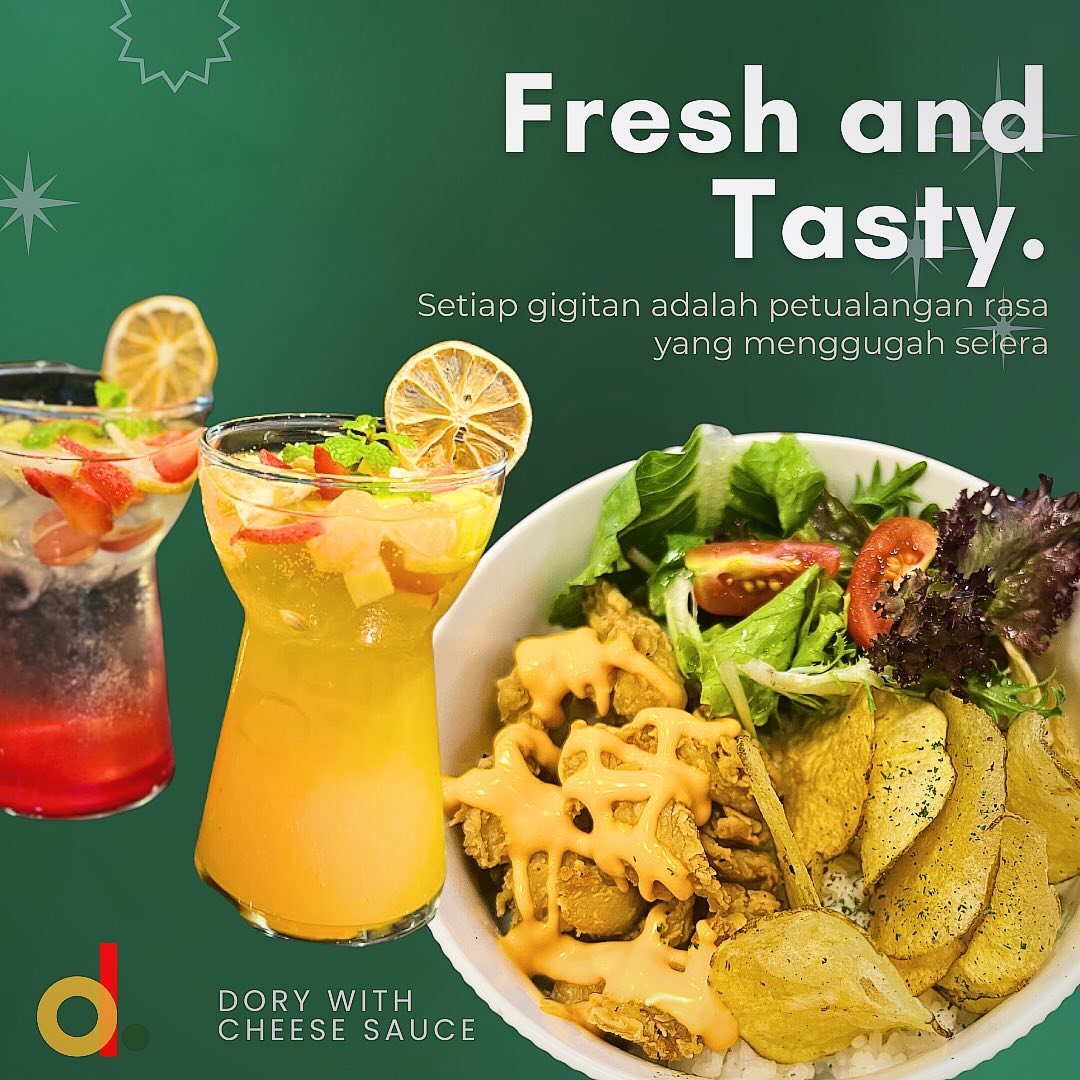 Fresh and
Tasty.
Setiap gigitan adalah petualangan rasa
yang menggugah selera
d.
DORY WITH
CHEESE SAUCE